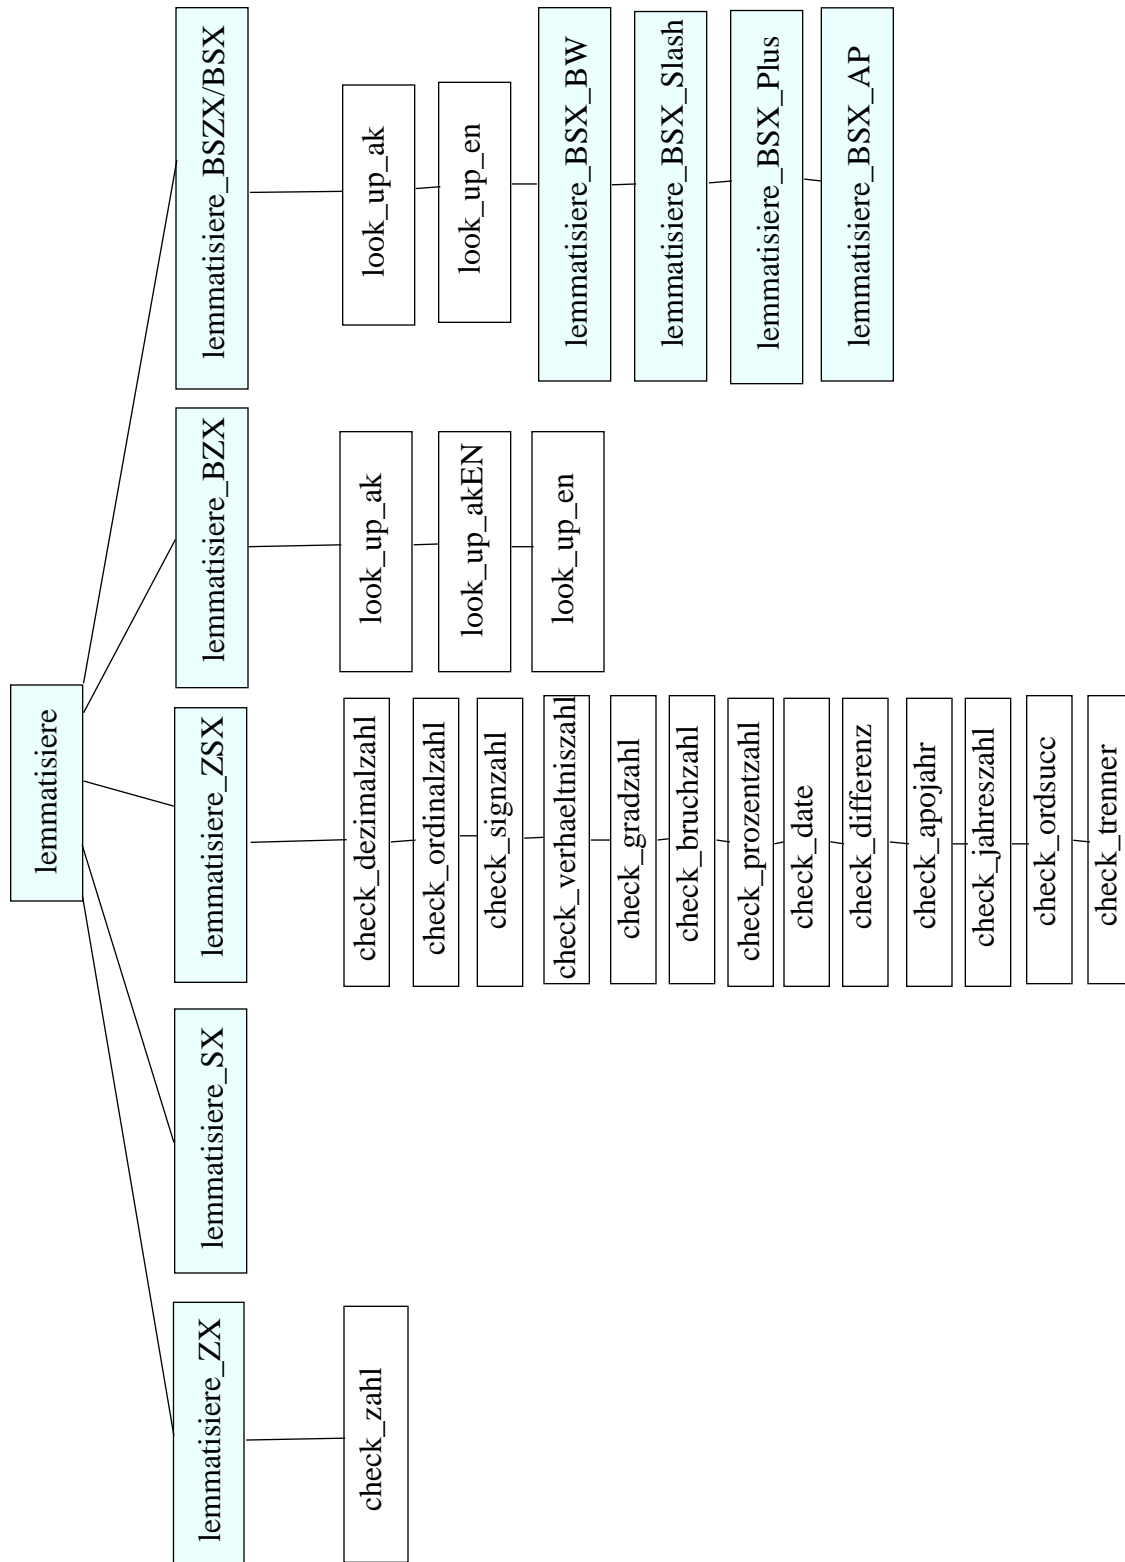 lemmatisiere
lemmatisiere_ZX
check_zahl
lemmatisiere_SX
lemmatisiere_ZSX
check_dezimalzahl
check_ordinalzahl
check_signzahl
check_verhaeltniszahl
check_gradzahl
check_bruchzahl
check_prozentzahl
check_date
check_differenz
check_apojahr
check_jahreszahl
check_ordsucc
check_trenner
lemmatisiere_BZX
look_up_ak
look_up_akEN
look_up_en
lemmatisiere_BSZX/BSX
look_up_ak
look_up_en
lemmatisiere_BSX_BW
lemmatisiere_BSX_Slash
lemmatisiere_BSX_Plus
lemmatisiere_BSX_AP